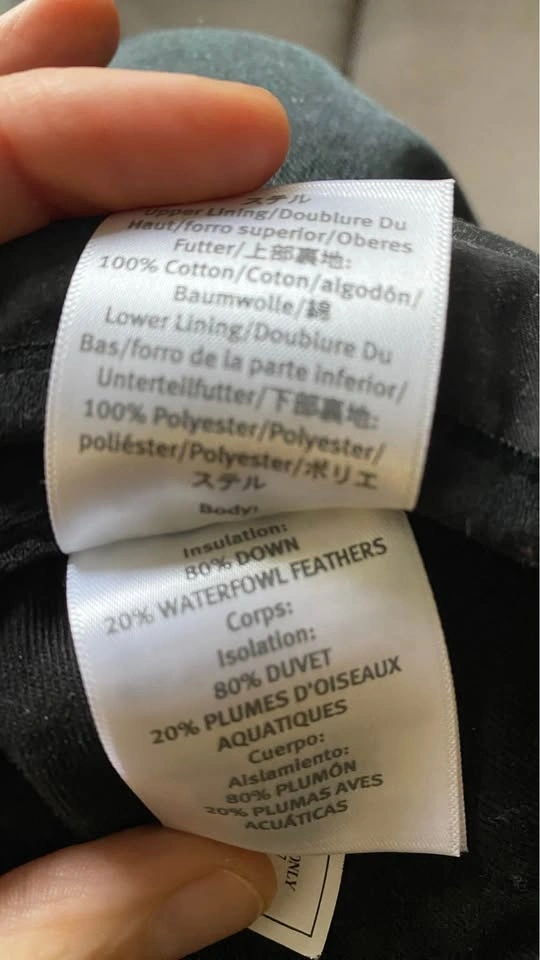 ステル
Upper Lining/Doublure Du
Haut/forro superior/Oberes
Futter/上部裏地:
100% Cotton/Coton/algodón/
Baumwolle/綿
Lower Lining/Doublure Du
Bas/forro de la parte inferior/
Unterteilfutter/下部裏地:
100% Polyester/Polyester/
poliéster/Polyester/ポリエ
ステル
Body:
Insulation:
80% DOWN
20% WATERFOWL FEATHERS
Corps:
Isolation:
80% DUVET
20% PLUMES D'OISEAUX
AQUATIQUES
Cuerpo:
Aislamiento:
80% PLUMÓN
20% PLUMAS AVES
ACUÁTICAS
ONLY